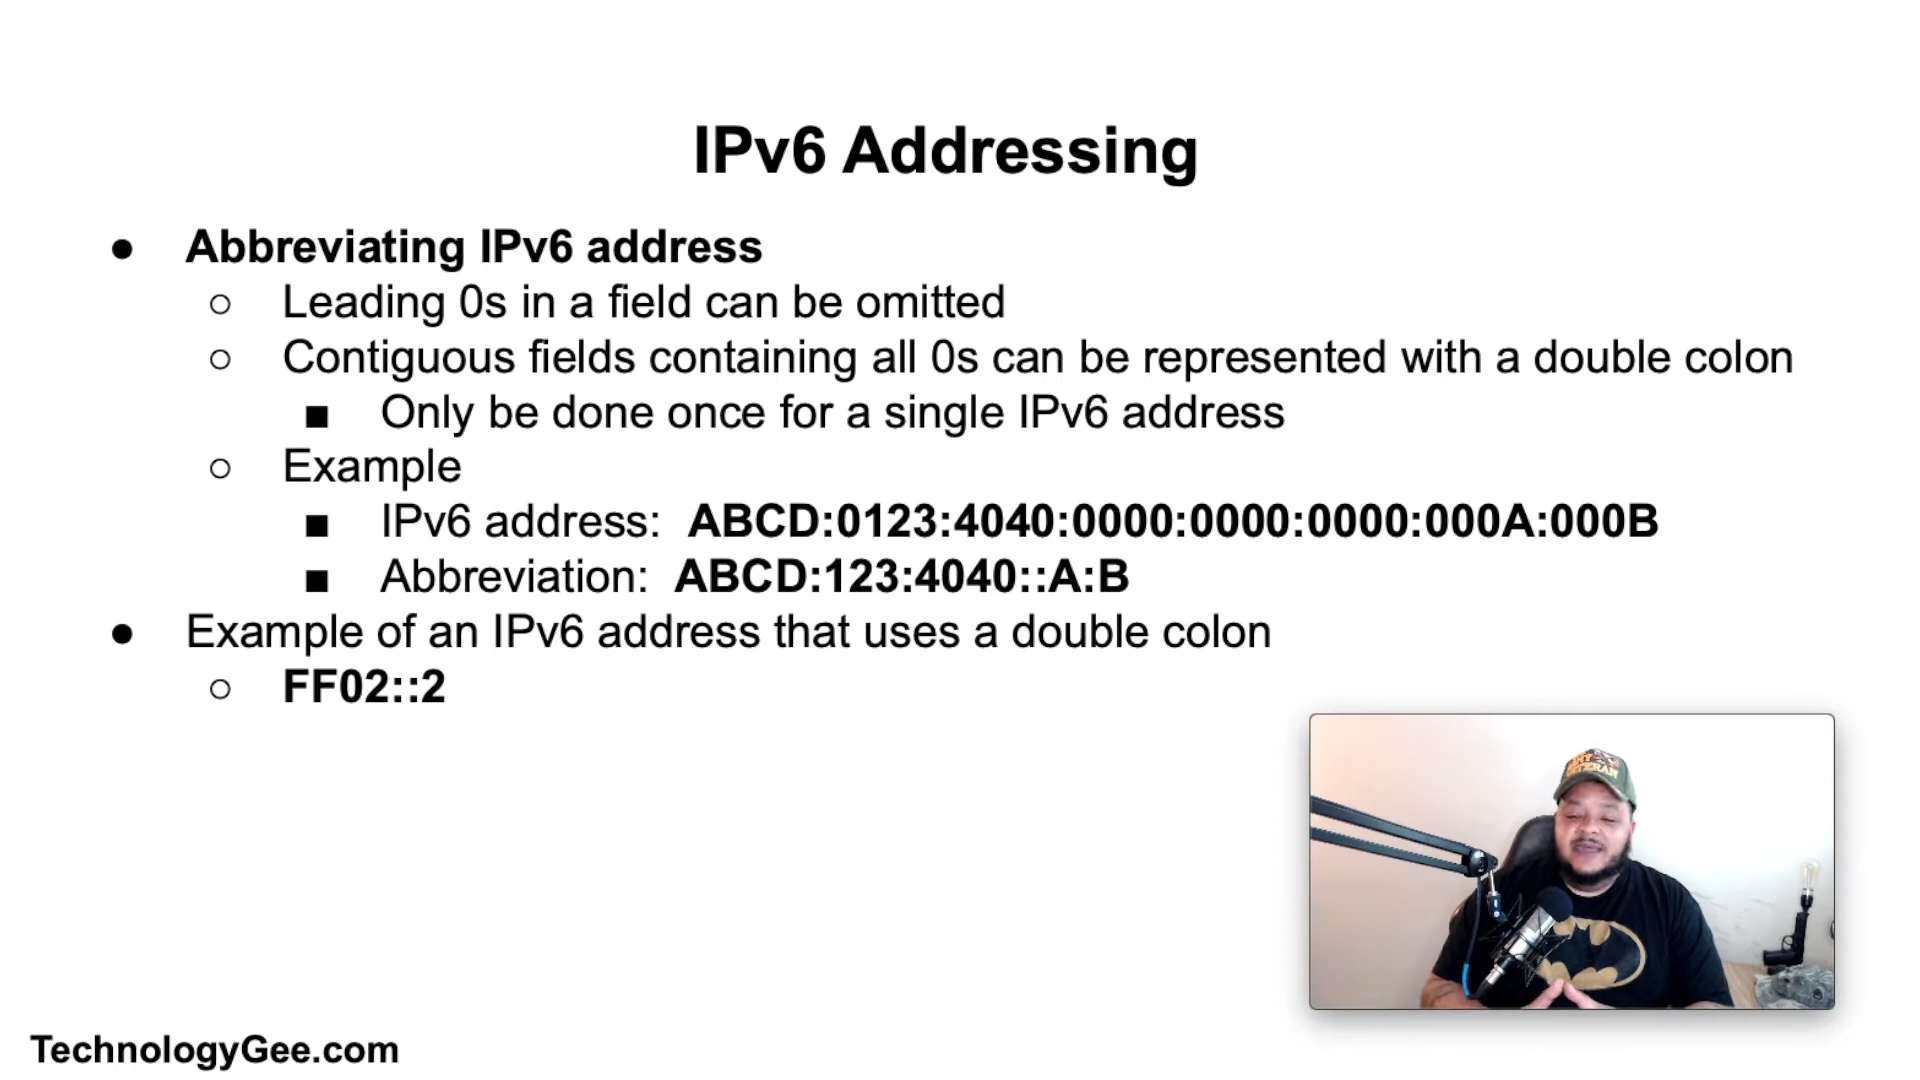 IPv6 Addressing
● Abbreviating IPv6 address
○ Leading 0s in a field can be omitted
○ Contiguous fields containing all 0s can be represented with a double colon
■ Only be done once for a single IPv6 address
○ Example
■ IPv6 address: ABCD:0123:4040:0000:0000:0000:000A:000B
■ Abbreviation: ABCD:123:4040::A:B
● Example of an IPv6 address that uses a double colon
○ FF02::2
VETERAN
TechnologyGee.com